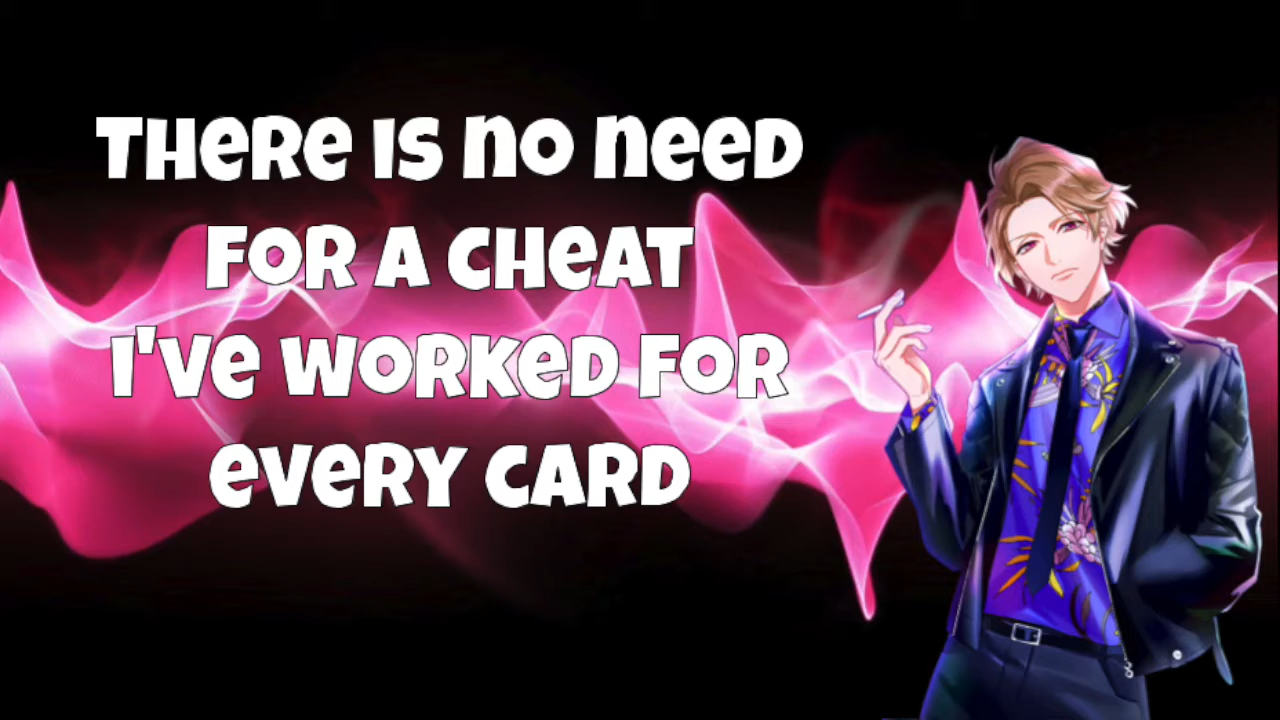 THERE IS NO NEED
FOR A CHEAT
I'VE WORKED FOR
EVERY CARD